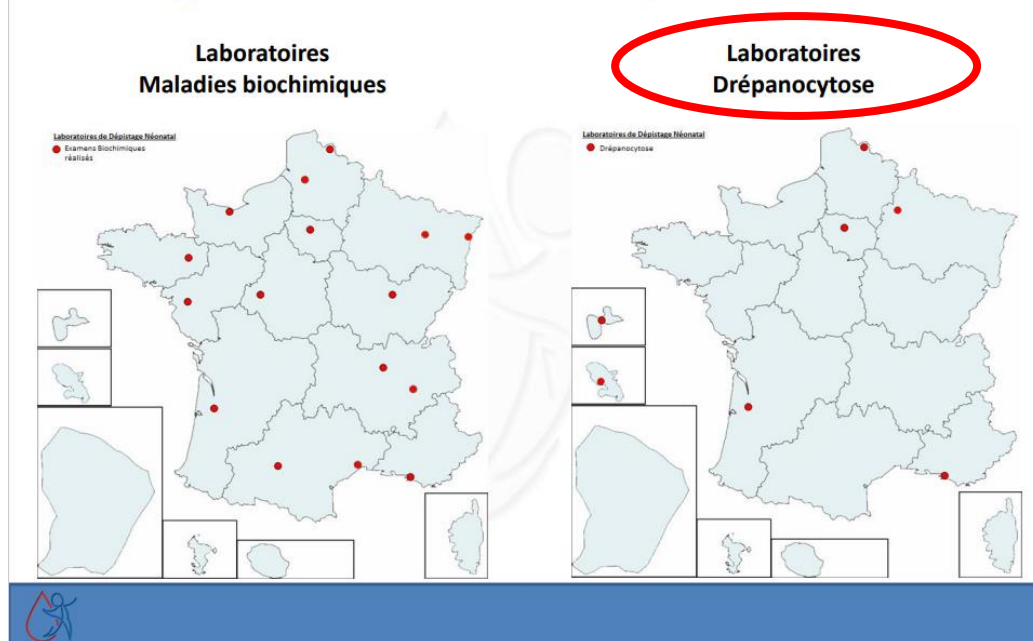 Laboratoires
Maladies biochimiques
Laboratoires de Dépistage Néonatal
Examens Biochimiques
réalisés
Laboratoires
Drépanocytose
Laboratoires de Dépistage Néonatal
Drépanocytose